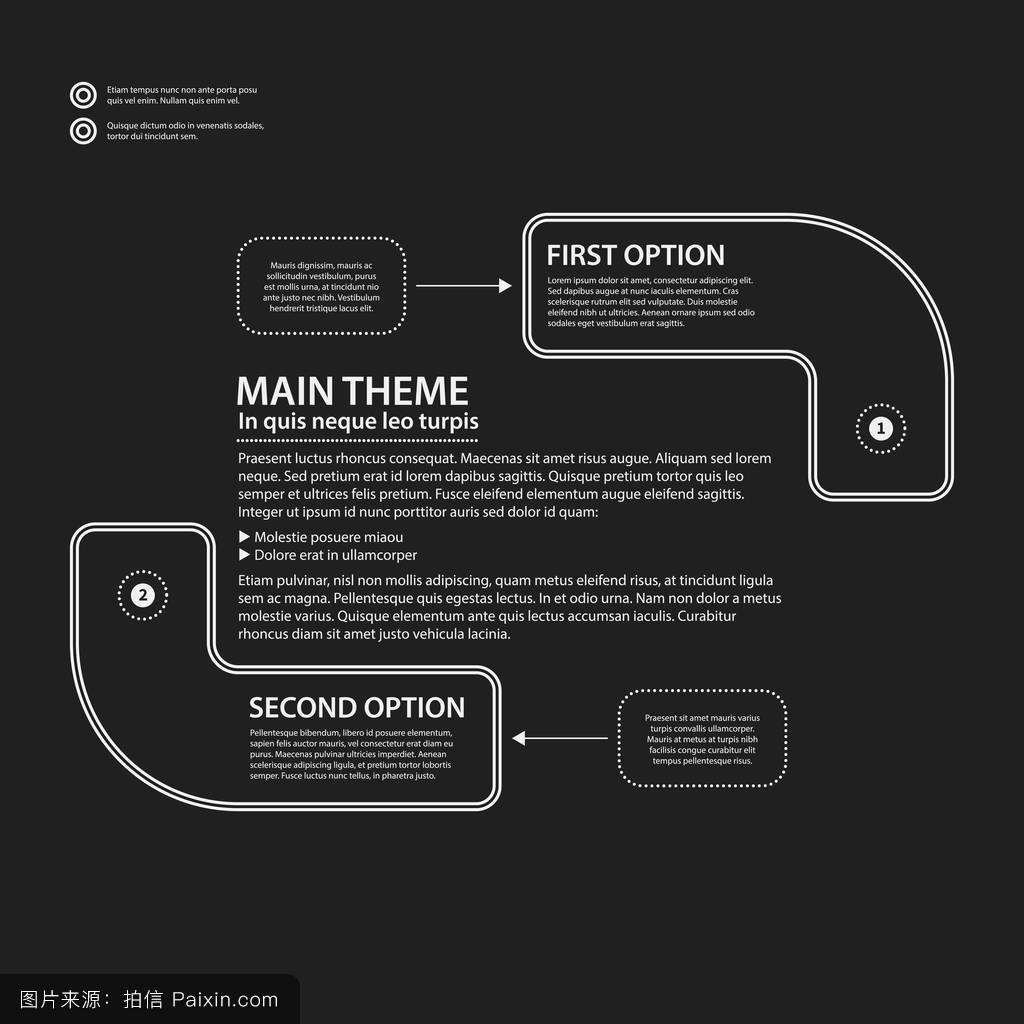 Etiam tempus nunc non ante porta posu
quis vel enim. Nullam quis enim vel.
Quisque dictum odio in venenatis sodales,
tortor dui tincidunt sem.
Mauris dignissim, mauris ac
sollicitudin vestibulum, purus
est mollis urna, at tincidunt nio
ante justo nec nibh. Vestibulum
hendrerit tristique lacus elit.
FIRST OPTION
Lorem ipsum dolor sit amet, consectetur adipiscing elit.
Sed dapibus augue at nunc iaculis elementum. Cras
scelerisque rutrum elit sed vulputate. Duis molestie
eleifend nibh ut ultricies. Aenean ornare ipsum sed odio
sodales eget vestibulum erat sagittis.
1
MAIN THEME
In quis neque leo turpis
Praesent luctus rhoncus consequat. Maecenas sit amet risus augue. Aliquam sed lorem
neque. Sed pretium erat id lorem dapibus sagittis. Quisque pretium tortor quis leo
semper et ultrices felis pretium. Fusce eleifend elementum augue eleifend sagittis.
Integer ut ipsum id nunc porttitor auris sed dolor id quam:
▶ Molestie posuere miaou
▶ Dolore erat in ullamcorper
Etiam pulvinar, nisl non mollis adipiscing, quam metus eleifend risus, at tincidunt ligula
sem ac magna. Pellentesque quis egestas lectus. In et odio urna. Nam non dolor a metus
molestie varius. Quisque elementum ante quis lectus accumsan iaculis. Curabitur
rhoncus diam sit amet justo vehicula lacinia.
2
SECOND OPTION
Pellentesque bibendum, libero id posuere elementum,
sapien felis auctor mauris, vel consectetur erat diam eu
purus. Maecenas pulvinar ultricies imperdiet. Aenean
scelerisque adipiscing ligula, et pretium tortor lobortis
semper. Fusce luctus nunc tellus, in pharetra justo.
Praesent sit amet mauris varius
turpis convallis ullamcorper.
Mauris at metus at turpis nibh
facilisis congue curabitur elit
tempus pellentesque risus.
图片来源：拍信 Paixin.com